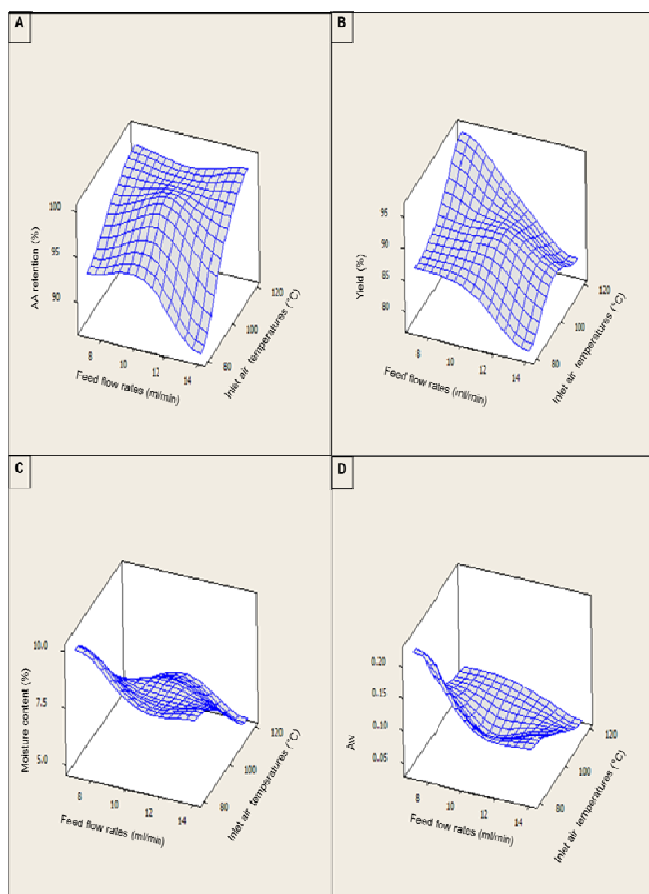 A
100
95
90
AA retention (%)
8
10
12
14
Feed flow rates (ml/min)
80
100
120
Inlet air temperatures (°C)
B
95
90
85
80
Yield (%)
8
10
12
14
Feed flow rates (ml/min)
80
100
120
Inlet air temperatures (°C)
C
10.0
7.5
5.0
Moisture content (%)
8
10
12
14
Feed flow rates (ml/min)
80
100
120
Inlet air temperatures (°C)
D
0.20
0.15
0.10
0.05
Aw
8
10
12
14
Feed flow rates (ml/min)
80
100
120
Inlet air temperatures (°C)